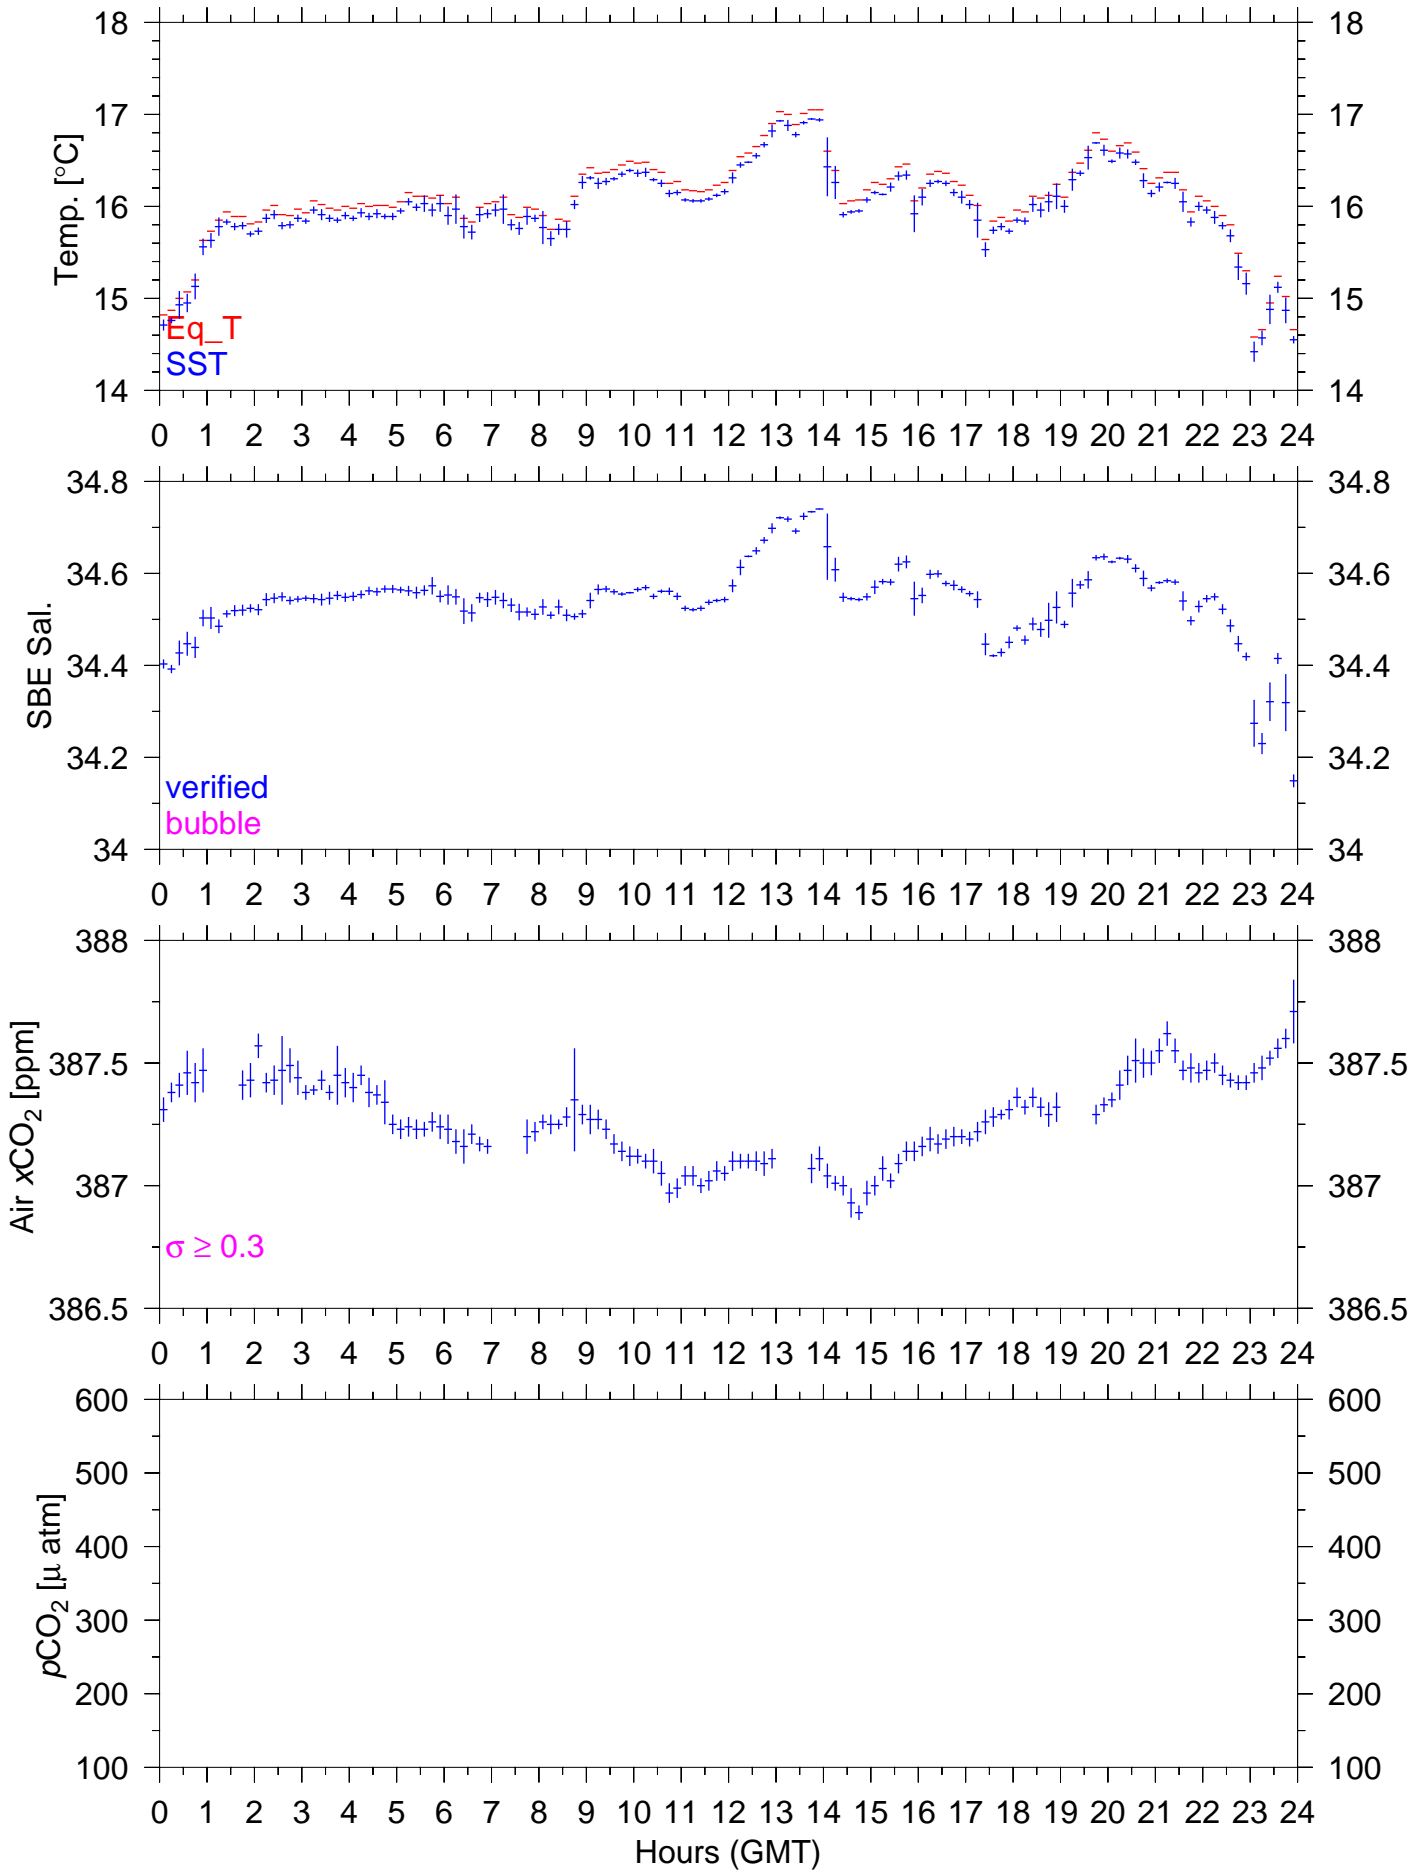 18 18
17 17
16 16
15 15
14 14
Temp. [°C]
Eq_T
SST
0 1 2 3 4 5 6 7 8 9 10 11 12 13 14 15 16 17 18 19 20 21 22 23 24
34.8 34.8
34.6 34.6
34.4 34.4
34.2 34.2
34 34
SBE Sal.
verified
bubble
0 1 2 3 4 5 6 7 8 9 10 11 12 13 14 15 16 17 18 19 20 21 22 23 24
388 388
387.5 387.5
387 387
386.5 386.5
Air xCO₂ [ppm]
σ ≥ 0.3
0 1 2 3 4 5 6 7 8 9 10 11 12 13 14 15 16 17 18 19 20 21 22 23 24
600 600
500 500
400 400
300 300
200 200
100 100
pCO₂ [μ atm]
0 1 2 3 4 5 6 7 8 9 10 11 12 13 14 15 16 17 18 19 20 21 22 23 24
Hours (GMT)